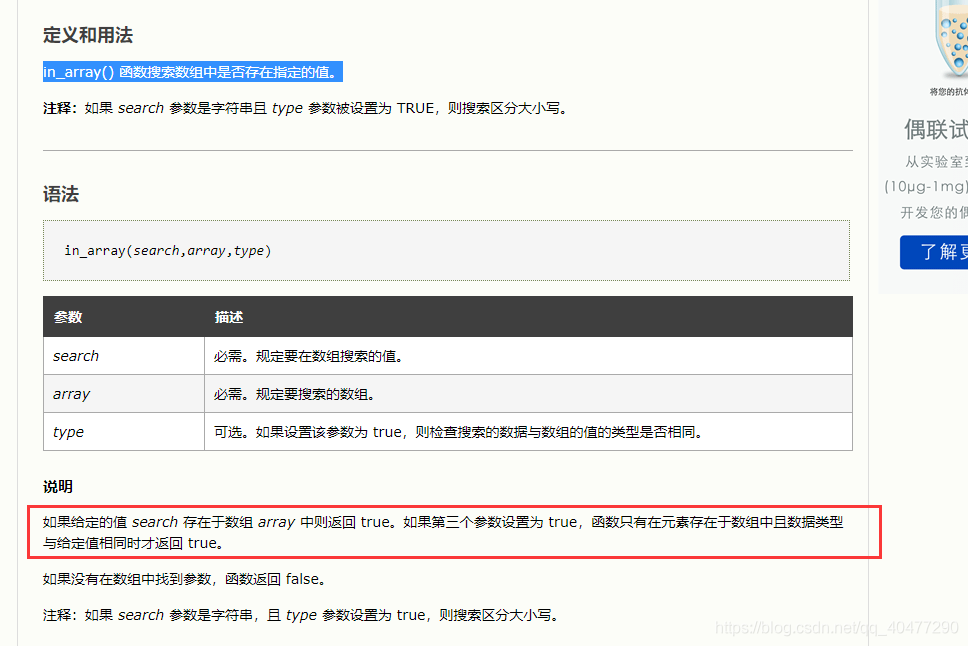 定义和用法
in_array() 函数搜索数组中是否存在指定的值。
注释：如果 search 参数是字符串且 type 参数被设置为 TRUE，则搜索区分大小写。
语法
in_array(search,array,type)
参数 描述
search 必需。规定要在数组搜索的值。
array 必需。规定要搜索的数组。
type 可选。如果设置该参数为 true，则检查搜索的数据与数组的值的类型是否相同。
说明
如果给定的值 search 存在于数组 array 中则返回 true。如果第三个参数设置为 true，函数只有在元素存在于数组中且数据类型
与给定值相同时才返回 true。
如果没有在数组中找到参数，函数返回 false。
注释：如果 search 参数是字符串，且 type 参数设置为 true，则搜索区分大小写。
将您的抗
偶联试
从实验室
(10μg-1mg)
开发您的
了解
https://blog.csdn.net/qq_40477290